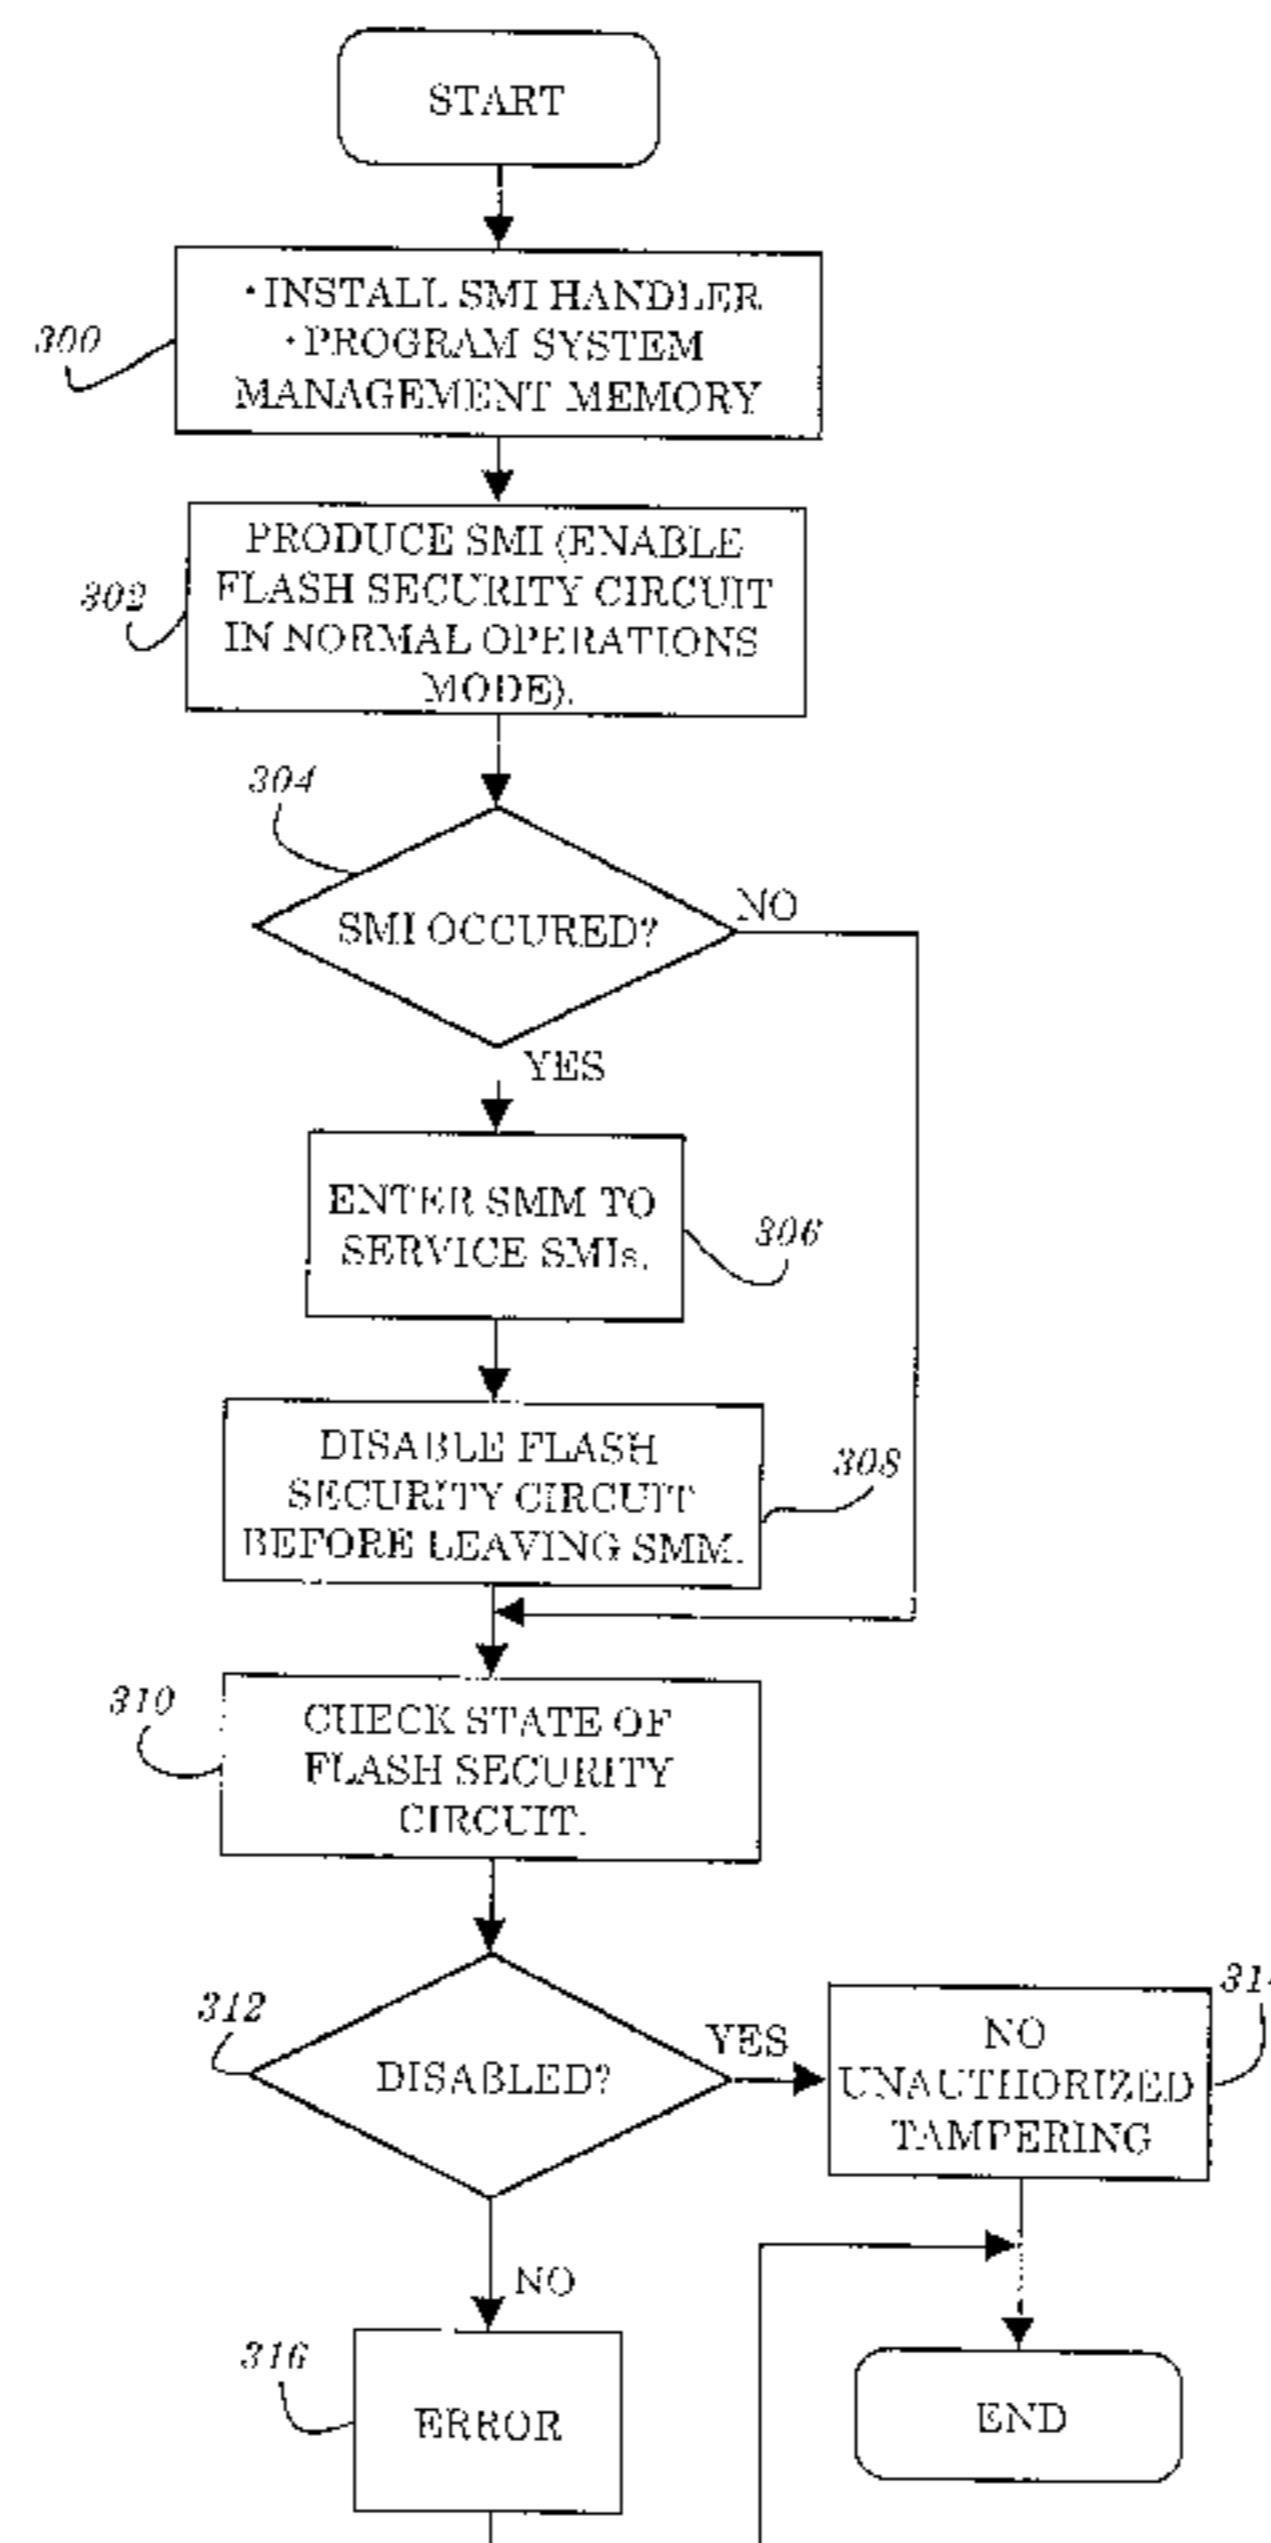 START
• INSTALL SMI HANDLER
• PROGRAM SYSTEM
MANAGEMENT MEMORY
300
PRODUCE SMI (ENABLE
FLASH SECURITY CIRCUIT
IN NORMAL OPERATIONS
MODE).
302
304
SMI OCCURED?
NO
YES
ENTER SMM TO
SERVICE SMIs.
306
DISABLE FLASH
SECURITY CIRCUIT
BEFORE LEAVING SMM.
308
310
CHECK STATE OF
FLASH SECURITY
CIRCUIT.
312
DISABLED?
YES
NO
UNAUTHORIZED
TAMPERING
NO
316
ERROR
END